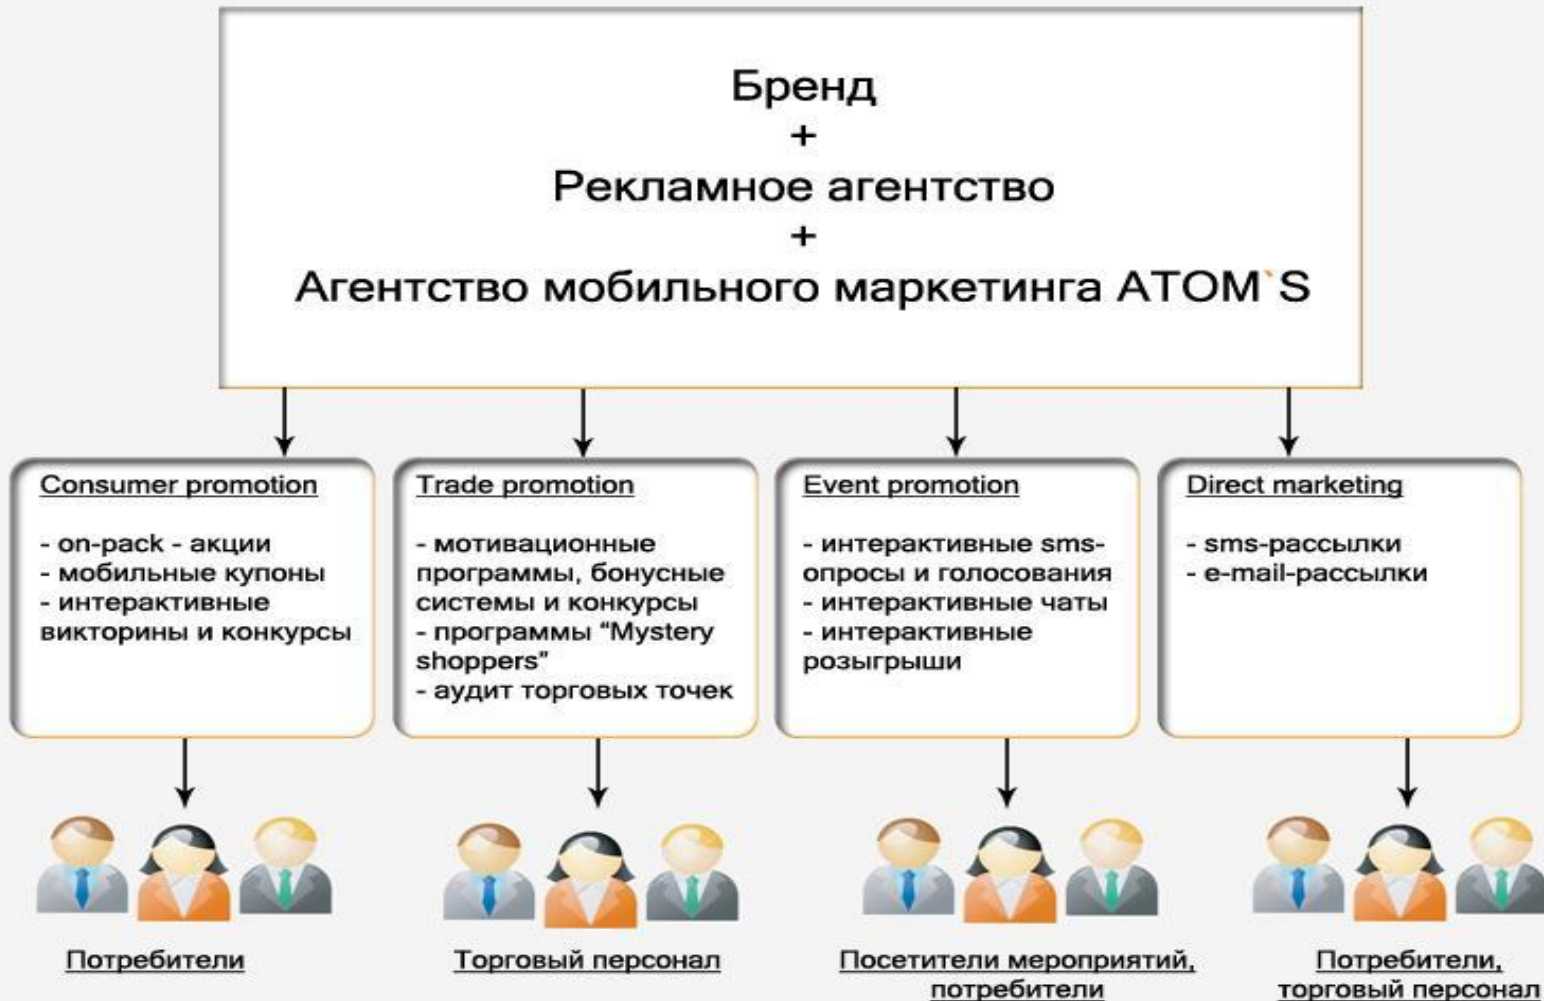 Бренд
+
Рекламное агентство
+
Агентство мобильного маркетинга ATOM`S
Consumer promotion
- on-pack - акции
- мобильные купоны
- интерактивные
викторины и конкурсы
Trade promotion
- мотивационные
программы, бонусные
системы и конкурсы
- программы “Mystery
shoppers”
- аудит торговых точек
Event promotion
- интерактивные sms-
опросы и голосования
- интерактивные чаты
- интерактивные
розыгрыши
Direct marketing
- sms-рассылки
- e-mail-рассылки
Потребители
Торговый персонал
Посетители мероприятий,
потребители
Потребители,
торговый персонал